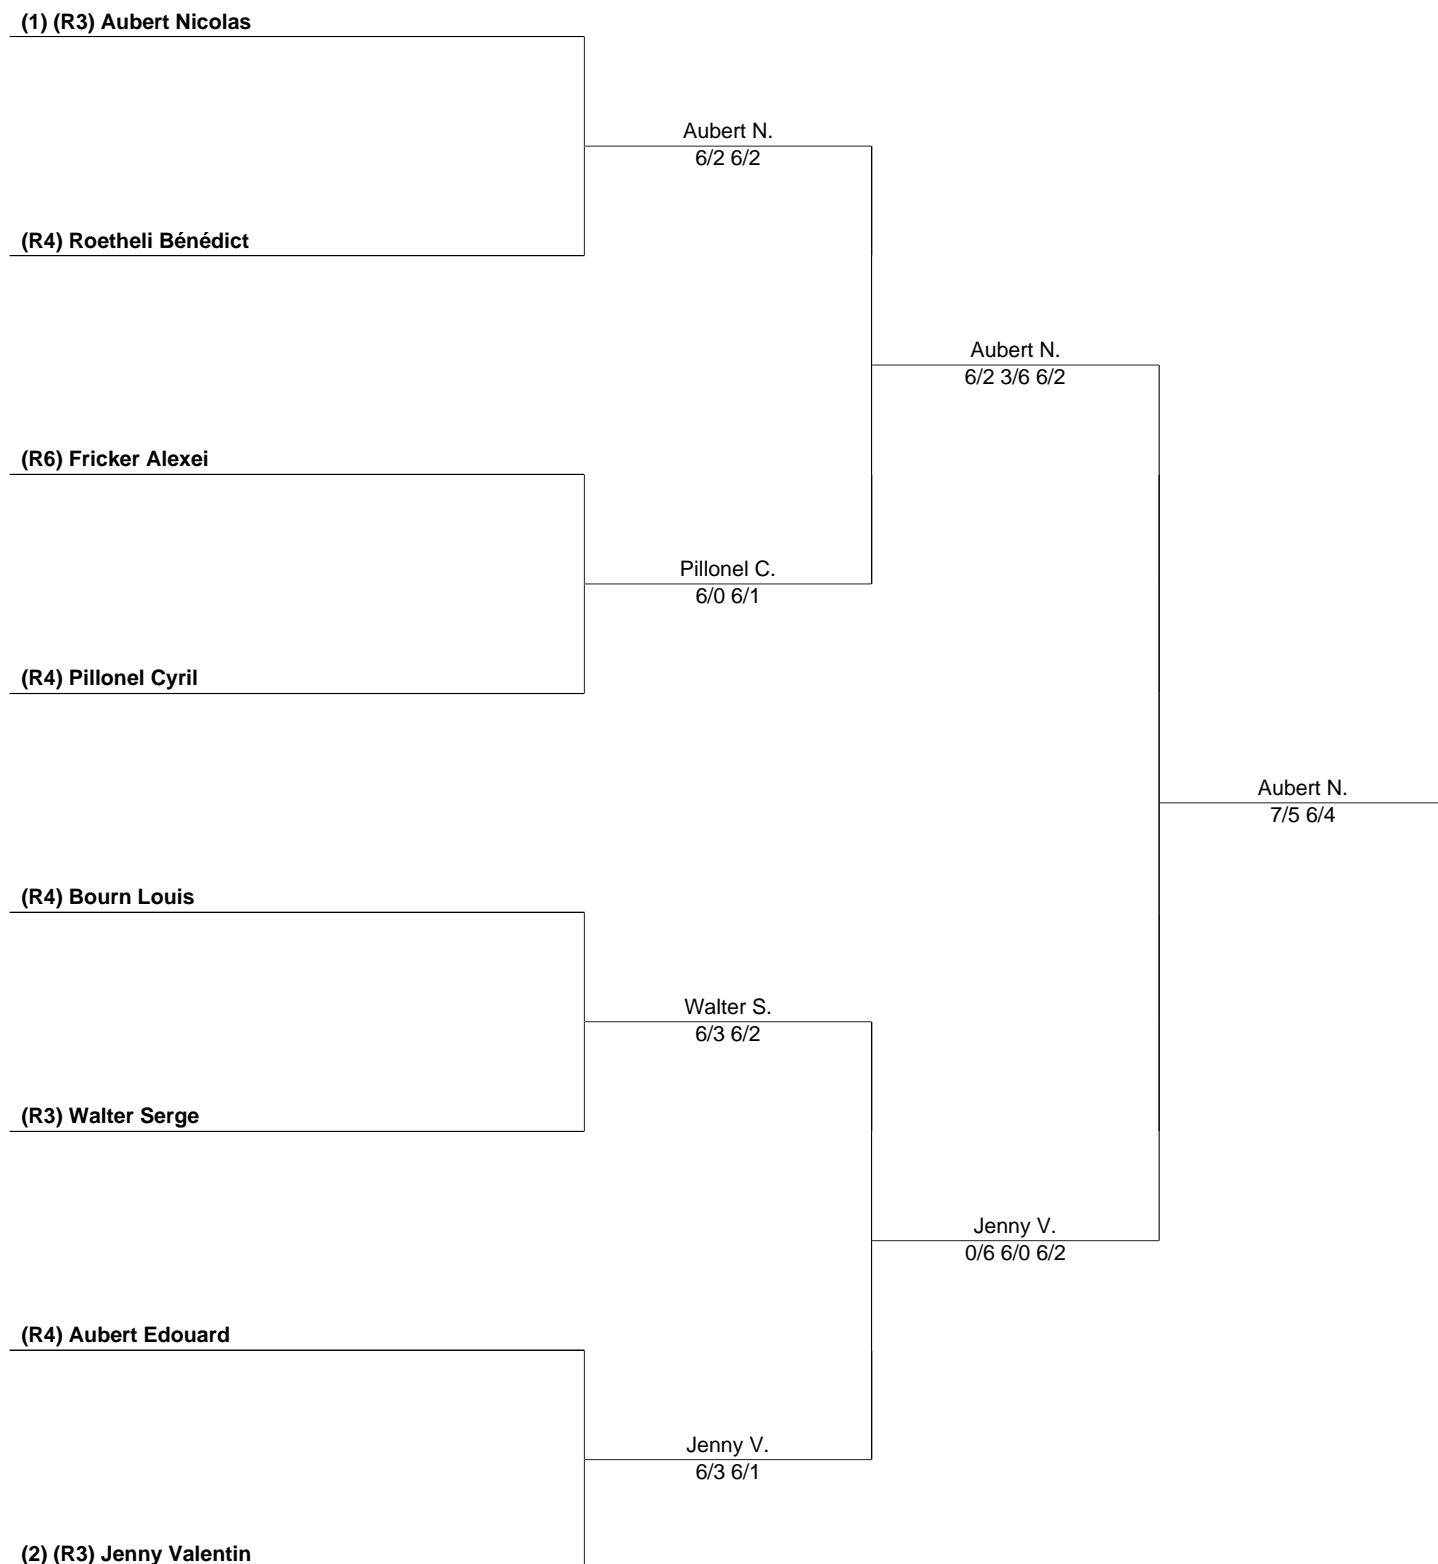 (1) (R3) Aubert Nicolas
Aubert N.
6/2 6/2
(R4) Roetheli Bénédict
Aubert N.
6/2 3/6 6/2
(R6) Fricker Alexei
Pillonel C.
6/0 6/1
(R4) Pillonel Cyril
Aubert N.
7/5 6/4
(R4) Bourn Louis
Walter S.
6/3 6/2
(R3) Walter Serge
Jenny V.
0/6 6/0 6/2
(R4) Aubert Edouard
Jenny V.
6/3 6/1
(2) (R3) Jenny Valentin